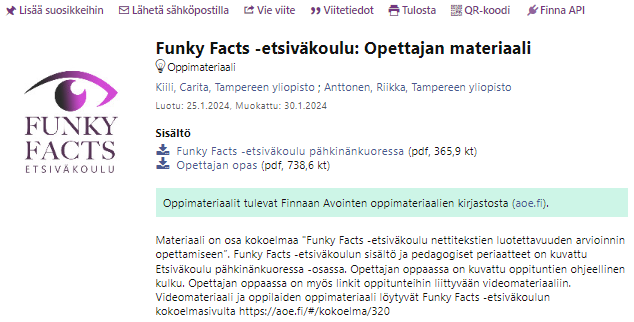 Lisää suosikkeihin Lähetä sähköpostilla Vie viite Viitetiedot Tulosta QR-koodi Finna API
Funky Facts -etsiväkoulu: Opettajan materiaali
Oppimateriaali
Kiili, Carita, Tampereen yliopisto ; Anttonen, Riikka, Tampereen yliopisto
Luotu: 25.1.2024, Muokattu: 30.1.2024
FUNKY
FACTS
ETSIVÄKOULU
Sisältö
Funky Facts -etsiväkoulu pähkinänkuoressa (pdf, 365,9 kt)
Opettajan opas (pdf, 738,6 kt)
Oppimateriaalit tulevat Finnaan Avointen oppimateriaalien kirjastosta (aoe.fi).
Materiaali on osa kokoelmaa "Funky Facts -etsiväkoulu nettitekstien luotettavuuden arvioinnin
opettamiseen". Funky Facts -etsiväkoulun sisältö ja pedagogiset periaatteet on kuvattu
Etsiväkoulu pähkinänkuoressa -osassa. Opettajan oppaassa on kuvattu oppituntien ohjeellinen
kulku. Opettajan oppaassa on myös linkit oppitunteihin liittyvään videomateriaaliin.
Videomateriaali ja oppilaiden oppimateriaali löytyvät Funky Facts -etsiväkoulun
kokoelmasivulta https://aoe.fi/#/kokoelma/320